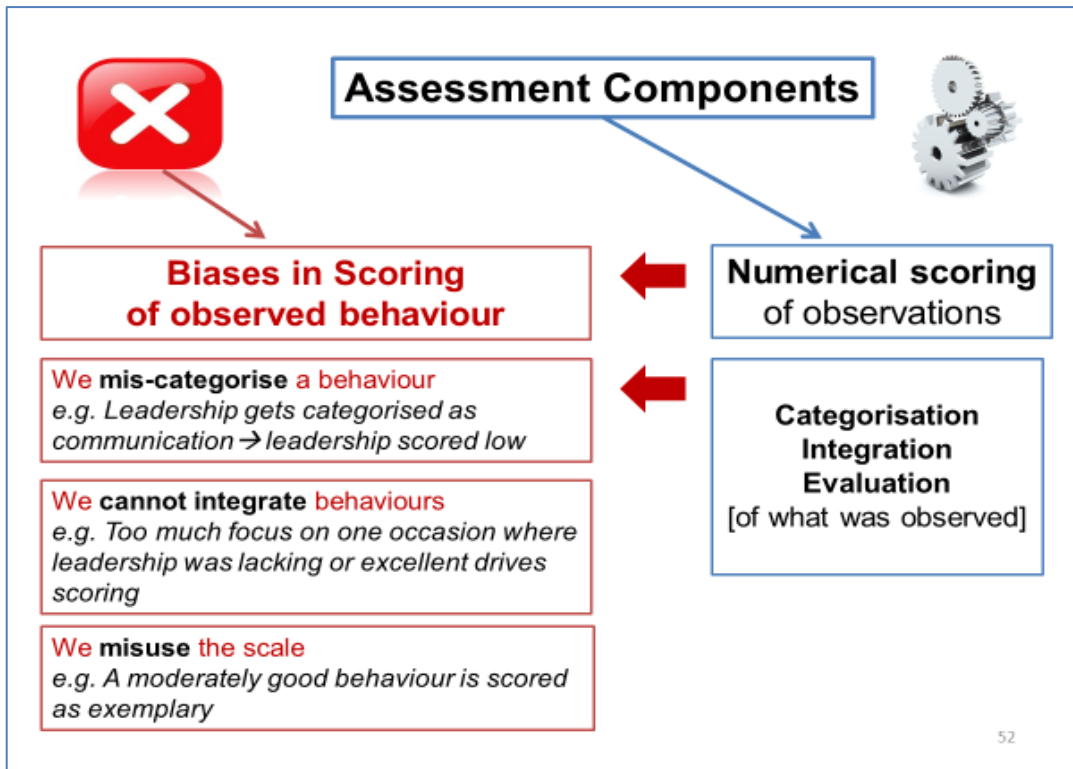 Assessment Components
Biases in Scoring
of observed behaviour
Numerical scoring
of observations
We mis-categorise a behaviour
e.g. Leadership gets categorised as
communication → leadership scored low
We cannot integrate behaviours
e.g. Too much focus on one occasion where
leadership was lacking or excellent drives
scoring
We misuse the scale
e.g. A moderately good behaviour is scored
as exemplary
Categorisation
Integration
Evaluation
[of what was observed]
52